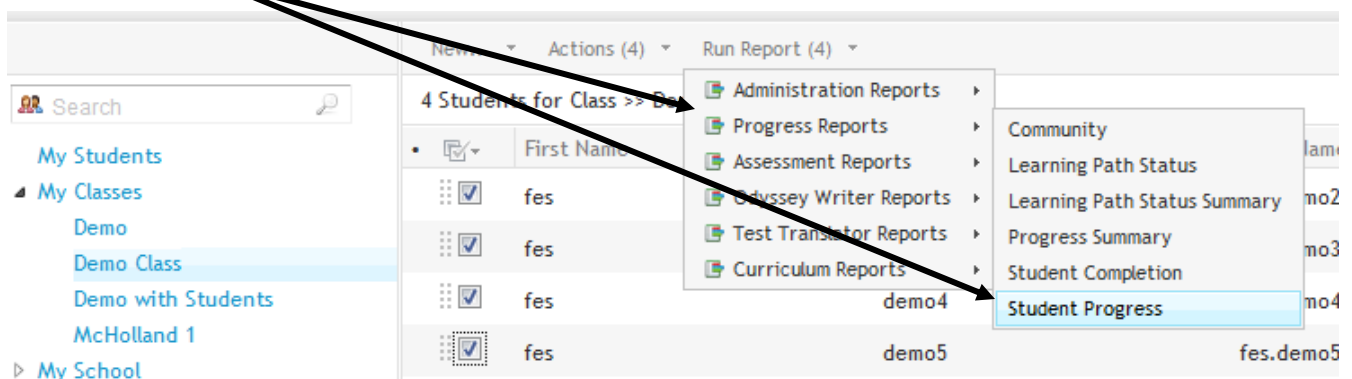 New... Actions (4) Run Report (4)
Search
4 Students for Class >> De
First Name
My Students
My Classes
Demo
Demo Class
Demo with Students
McHolland 1
My School
Administration Reports
Progress Reports
Assessment Reports
Odyssey Writer Reports
Test Translator Reports
Curriculum Reports
Community
Learning Path Status
Learning Path Status Summary
Progress Summary
Student Completion
Student Progress
fes
fes
fes demo4
fes demo5 fes.demo5